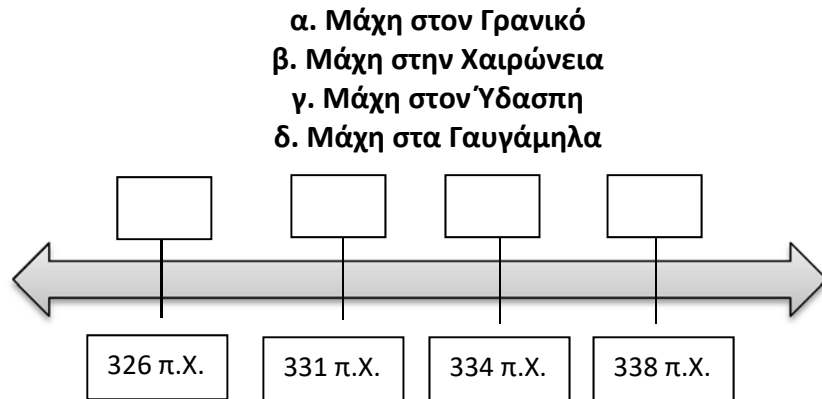 α. Μάχη στον Γρανικό
β. Μάχη στην Χαιρώνεια
γ. Μάχη στον Ύδασπη
δ. Μάχη στα Γαυγάμηλα
326 π.Χ. 331 π.Χ. 334 π.Χ. 338 π.Χ.